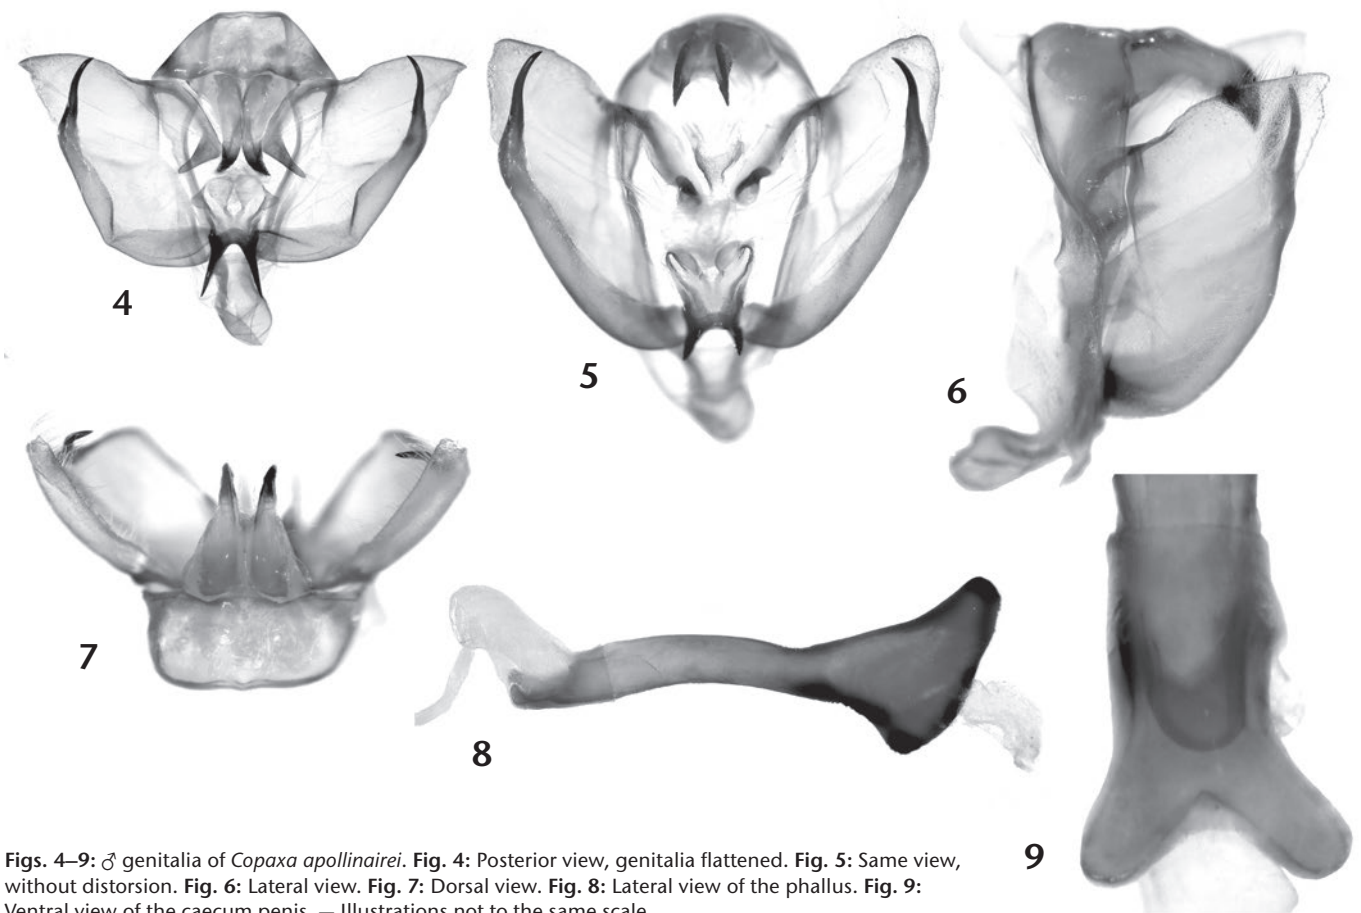 4
5
6
7
8
9
Figs. 4–9: ♂ genitalia of Copaxa apollinairei. Fig. 4: Posterior view, genitalia flattened. Fig. 5: Same view,
without distorsion. Fig. 6: Lateral view. Fig. 7: Dorsal view. Fig. 8: Lateral view of the phallus. Fig. 9:
Ventral view of the caecum penis. — Illustrations not to the same scale.